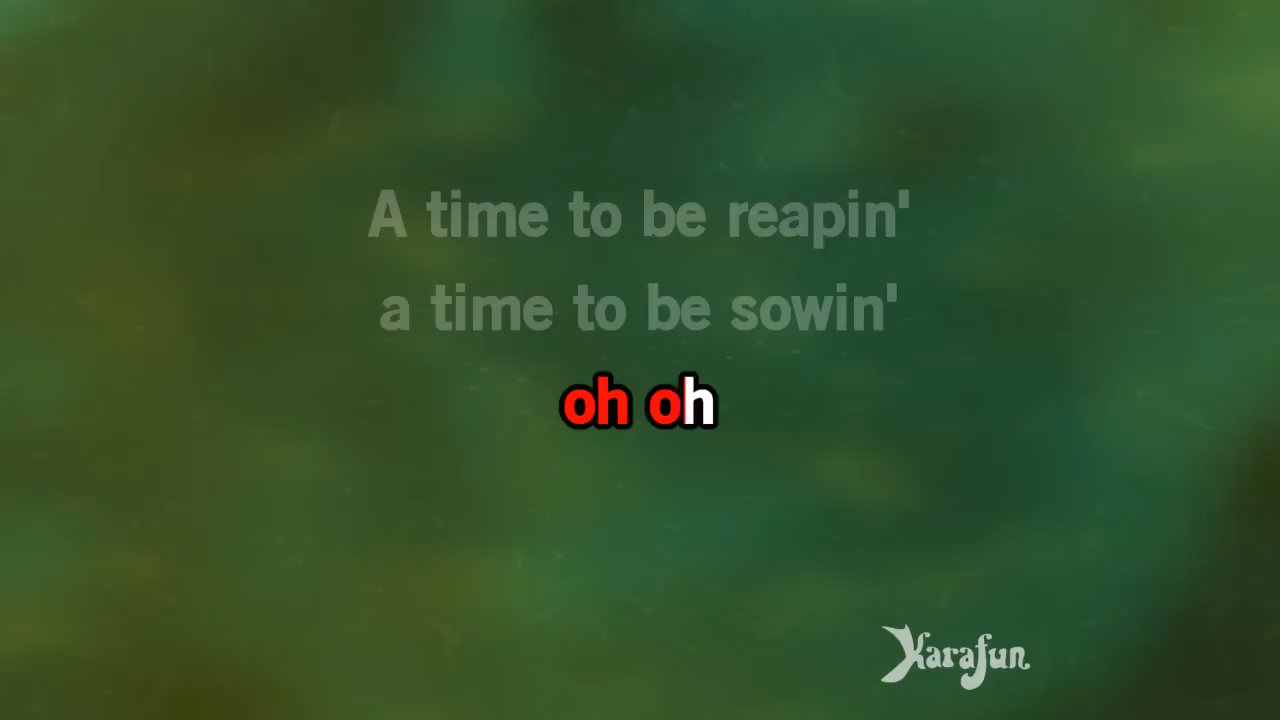 A time to be reapin'
a time to be sowin'
oh oh
Karafun